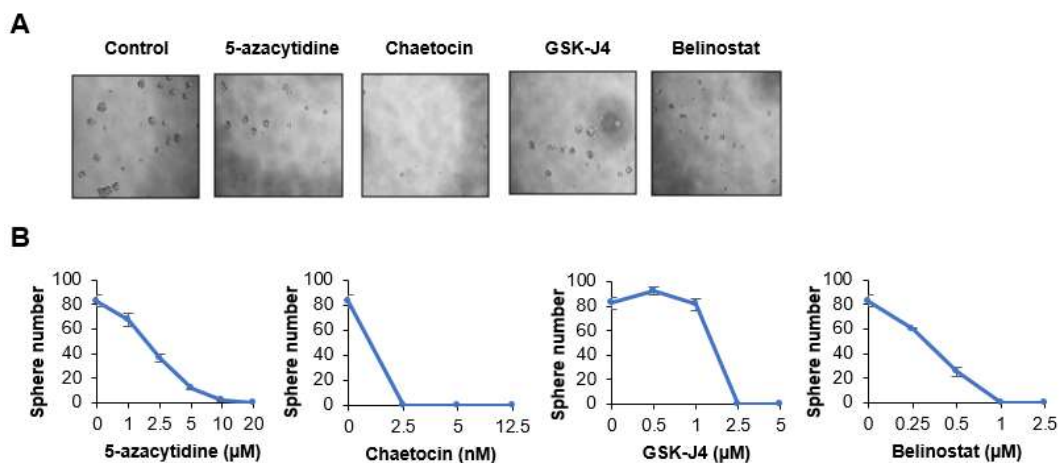 A
Control 5-azacytidine Chaetocin GSK-J4 Belinostat
B
Sphere number
100
80
60
40
20
0
0 1 2.5 5 10 20
5-azacytidine (µM)
Sphere number
100
80
60
40
20
0
0 2.5 5 12.5
Chaetocin (nM)
Sphere number
100
80
60
40
20
0
0 0.5 1 2.5 5
GSK-J4 (µM)
Sphere number
100
80
60
40
20
0
0 0.25 0.5 1 2.5
Belinostat (µM)